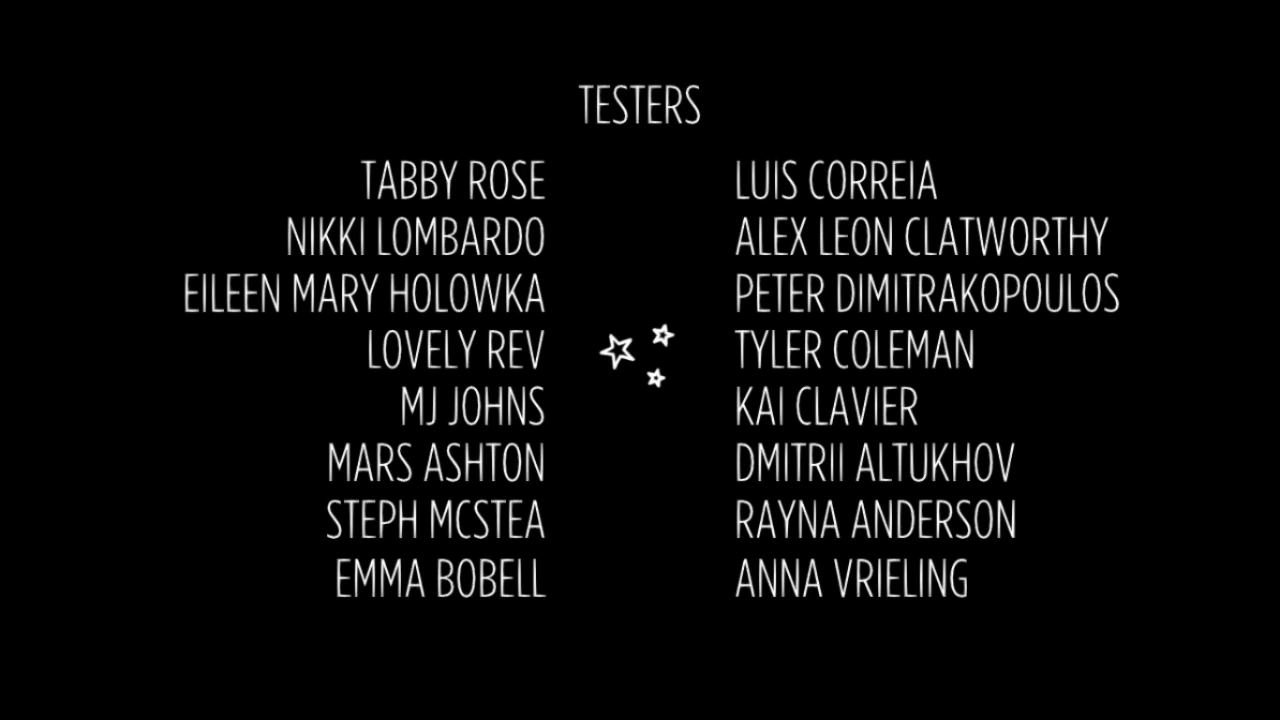 TESTERS
TABBY ROSE
NIKKI LOMBARDO
EILEEN MARY HOLOWKA
LOVELY REV
MJ JOHNS
MARS ASHTON
STEPH MCSTEA
EMMA BOBELL
LUIS CORREIA
ALEX LEON CLATWORTHY
PETER DIMITRAKOPOULOS
TYLER COLEMAN
KAI CLAVIER
DMITRII ALTUKHOV
RAYNA ANDERSON
ANNA VRIELING